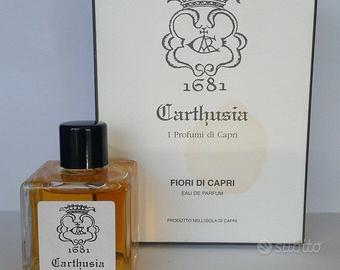 1681
Carthusia
I Profumi di Capri
FIORI DI CAPRI
EAU DE PARFUM
PRODOTTO NELL'ISOLA DI CAPRI
1681
Carthusia
subito